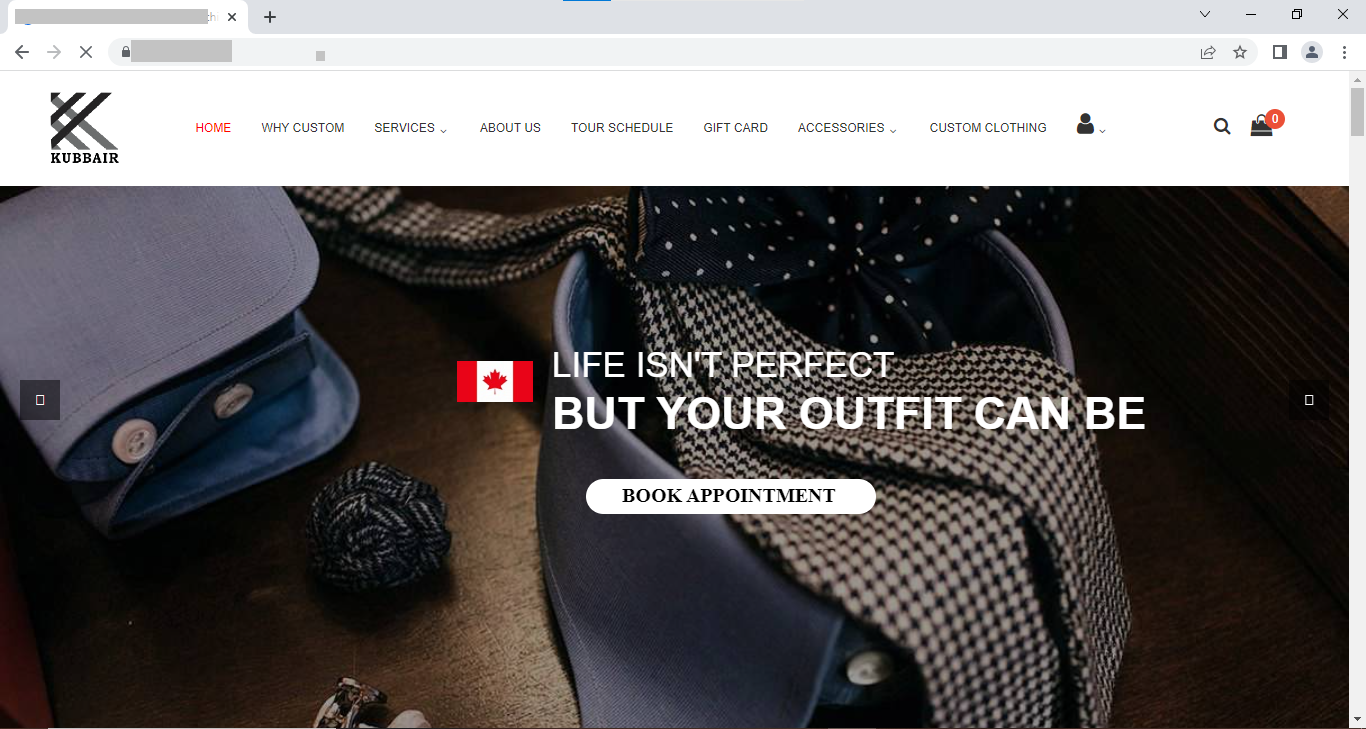 KUBBAIR
HOME WHY CUSTOM SERVICES ABOUT US TOUR SCHEDULE GIFT CARD ACCESSORIES CUSTOM CLOTHING 0
LIFE ISN'T PERFECT
BUT YOUR OUTFIT CAN BE
BOOK APPOINTMENT